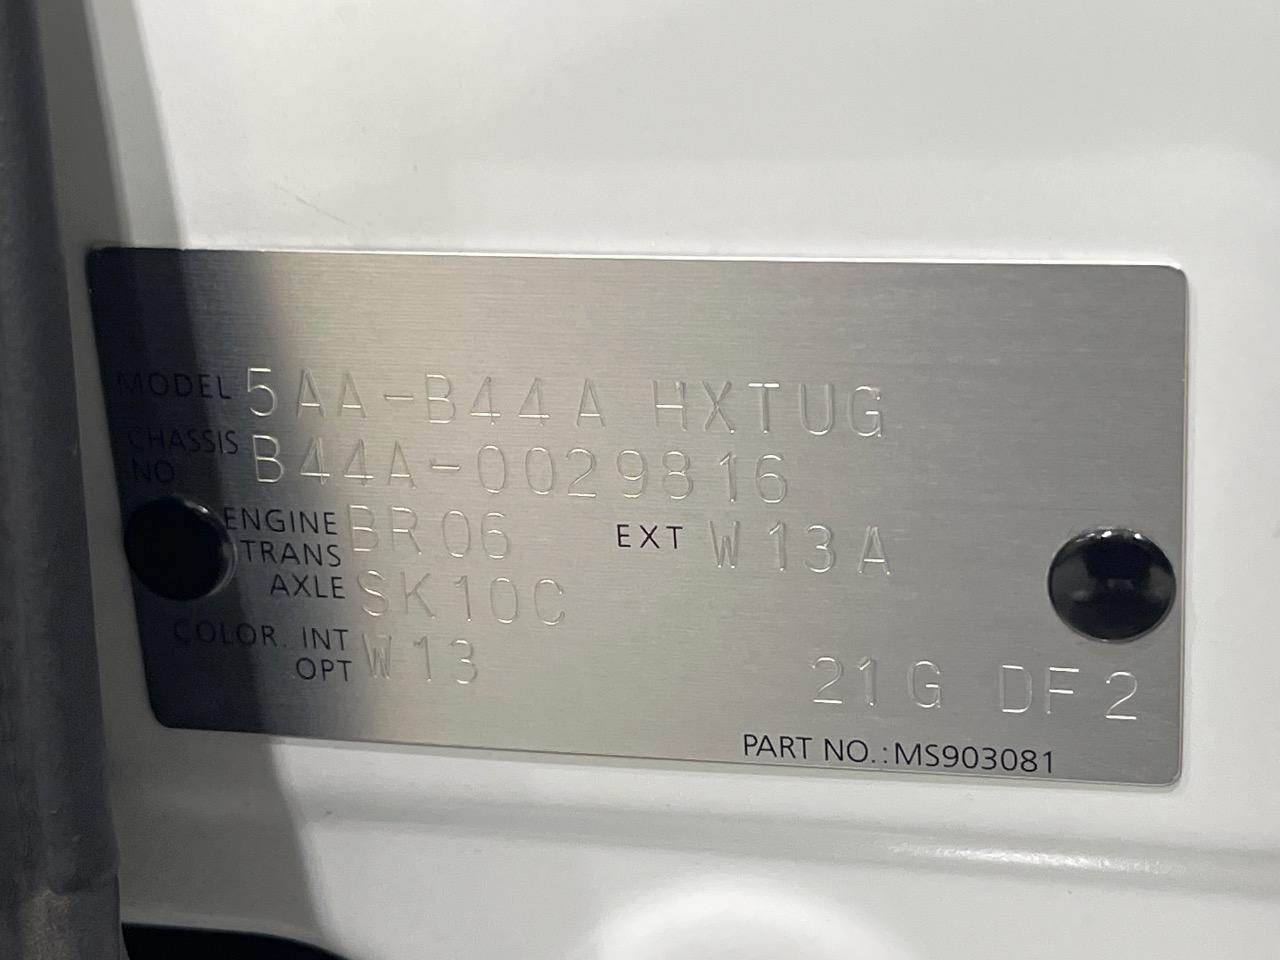 MODEL 5AA-B44A HXTUG
CHASSIS NO B44A-0029816
ENGINE BR06 EXT W13A
TRANS AXLE SK10C
COLOR. INT
OPT W13
21G DF2
PART NO.:MS903081